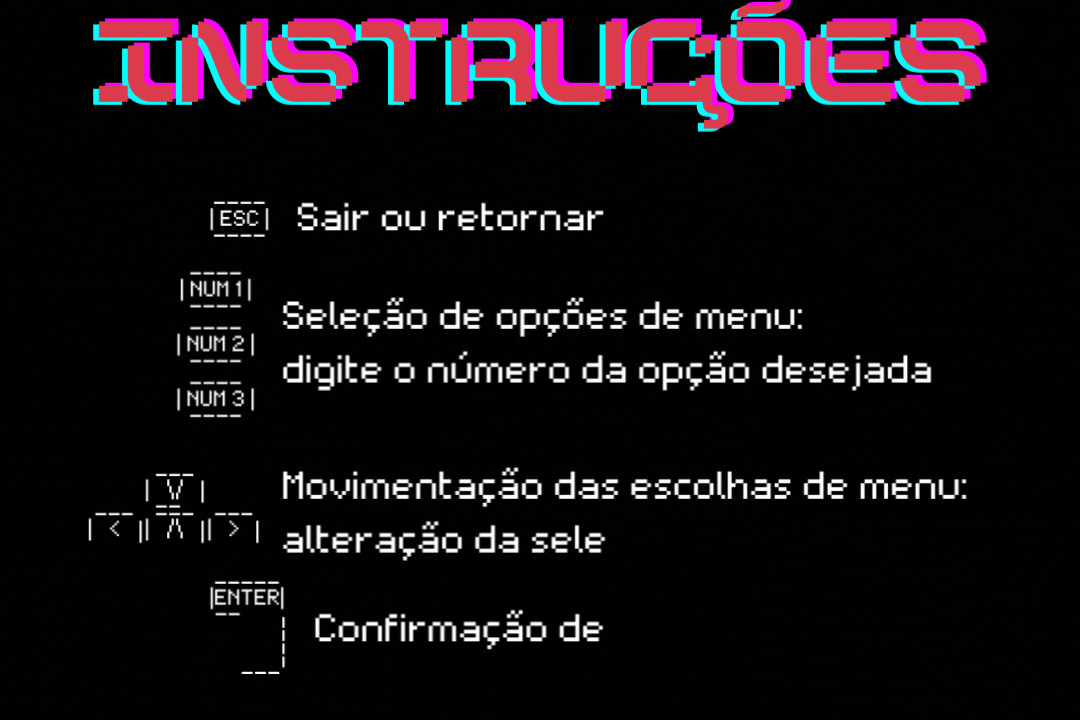 INSTRUÇÕES
ESC Sair ou retornar
NUM 1
NUM 2
NUM 3
Seleção de opções de menu:
digite o número da opção desejada
< >
Movimentação das escolhas de menu:
alteração da sele
ENTER
Confirmação de